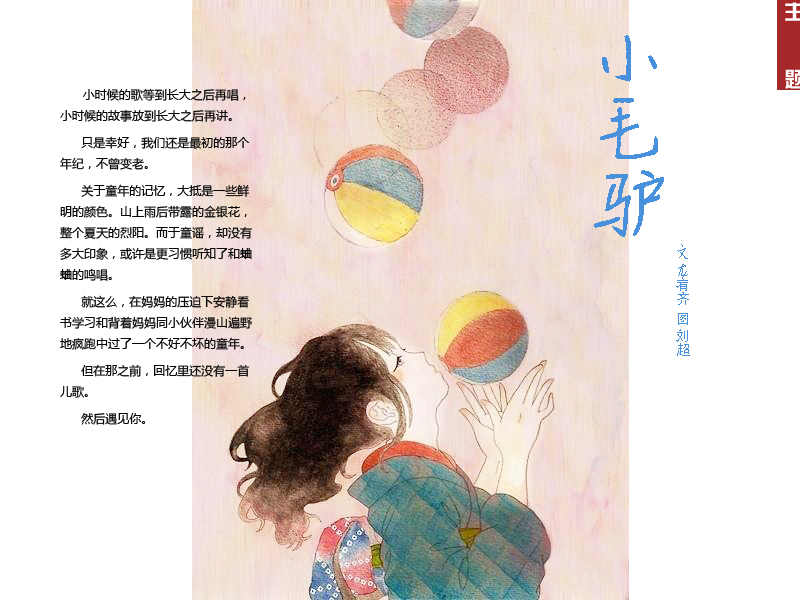 主
题
小毛驴
文 龙肴齐 图 刘超
小时候的歌等到长大之后再唱，
小时候的故事放到长大之后再讲。
只是幸好，我们还是最初的那个
年纪，不曾变老。
关于童年的记忆，大抵是一些鲜
明的颜色。山上雨后带露的金银花，
整个夏天的烈阳。而于童谣，却没有
多大印象，或许是更习惯听知了和蛐
蛐的鸣唱。
就这么，在妈妈的压迫下安静看
书学习和背着妈妈同小伙伴漫山遍野
地疯跑中过了一个不好不坏的童年。
但在那之前，回忆里还没有一首
儿歌。
然后遇见你。